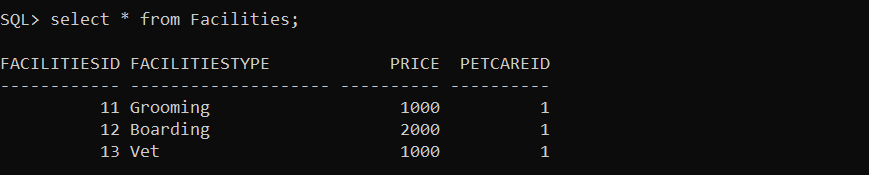 SQL> select * from Facilities;
FACILITIESID FACILITIESTYPE            PRICE  PETCAREID
------------ -------------------- ---------- ----------
          11 Grooming                   1000          1
          12 Boarding                   2000          1
          13 Vet                        1000          1